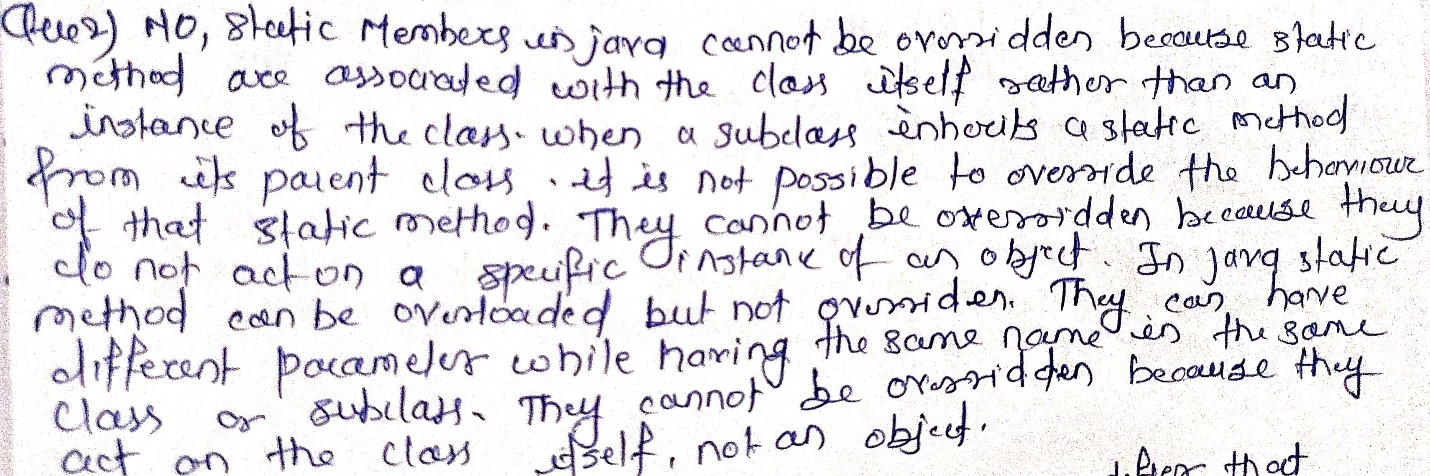 Ques2) NO, Static Members in java cannot be overridden because static
method are associated with the class itself rather than an
instance of the class. when a subclass inherits a static method
from its parent class. it is not possible to override the behaviour
of that static method. They cannot be overridden because they
do not act on a specific instance of an object. In java static
method can be overloaded but not overriden. They can have
different parameter while having the same name in the same
class or subclass. They cannot be overridden because they
act on the class itself, not an object.
that